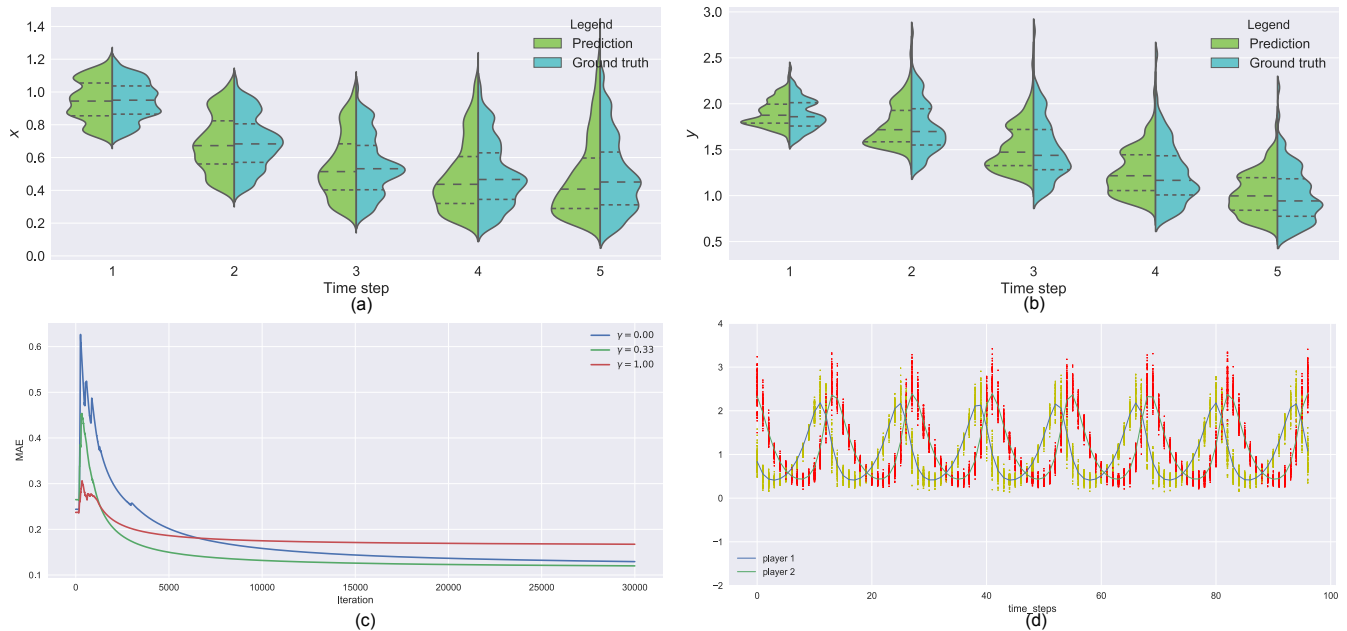 1.4
1.2
1.0
0.8
0.6
0.4
0.2
0.0
x
Legend
Prediction
Ground truth
1 2 3 4 5
Time step
(a)
3.0
2.5
2.0
1.5
1.0
0.5
y
Legend
Prediction
Ground truth
1 2 3 4 5
Time step
(b)
0.6
0.5
0.4
0.3
0.2
0.1
MAE
γ = 0.00
γ = 0.33
γ = 1.00
0 5000 10000 15000 20000 25000 30000
Iteration
(c)
4
3
2
1
0
−1
−2
player 1
player 2
0 20 40 60 80 100
time_steps
(d)